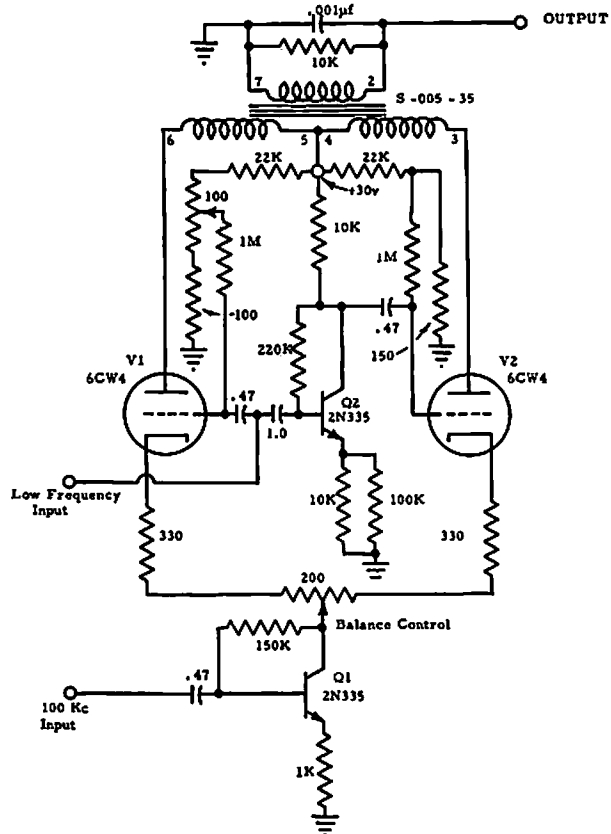 .001µf
OUTPUT
10K
7
2
S -005 -35
6
5
4
3
22K
22K
+30v
100
1M
10K
1M
-100
.47
150
220K
V1
6CW4
V2
6CW4
.47
1.0
Q2
2N335
Low Frequency
Input
10K
100K
330
330
200
Balance Control
150K
.47
Q1
2N335
100 Kc
Input
1K